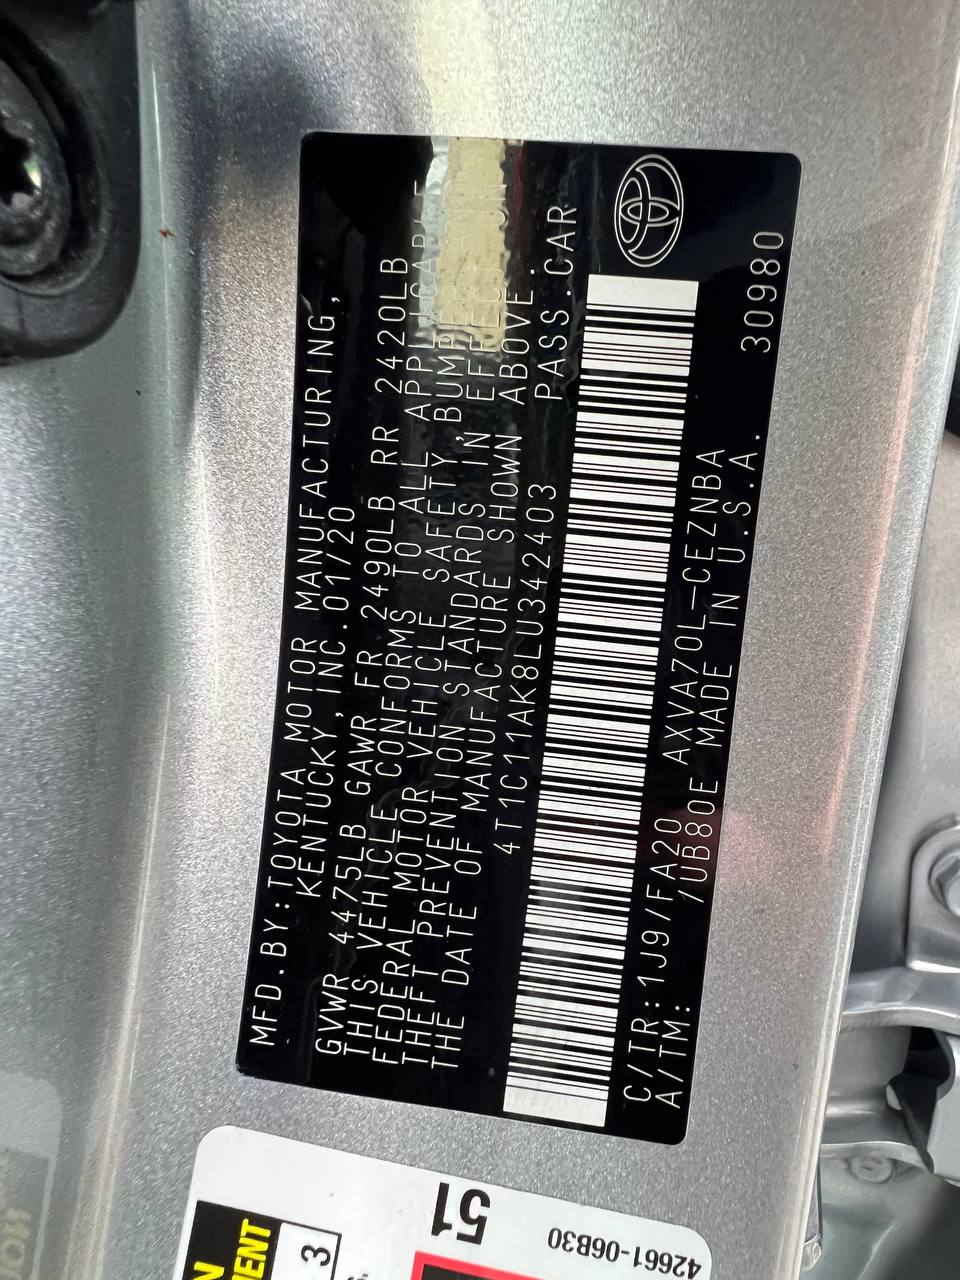 MFD.BY:TOYOTA MOTOR MANUFACTURING,
KENTUCKY,INC.01/20
GVWR 4475LB GAWR FR 2490LB RR 2420LB
THIS VEHICLE CONFORMS TO ALL APPLICABLE
FEDERAL MOTOR VEHICLE SAFETY,BUMPER AND
THEFT PREVENTION STANDARDS IN EFFECT ON
THE DATE OF MANUFACTURE SHOWN ABOVE.
4T1C11AK8LU342403 PASS.CAR
C/TR:1J9/FA20 AXVA70L-CEZNBA
A/TM: /UB80E MADE IN U.S.A. 30980
51
42661-06B30
3